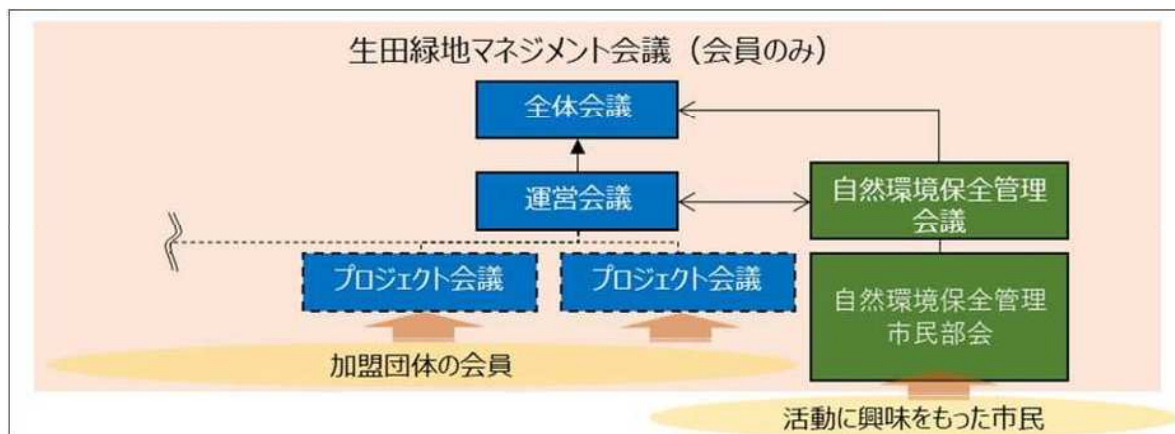 生田緑地マネジメント会議（会員のみ）
全体会議
運営会議
自然環境保全管理
会議
プロジェクト会議
プロジェクト会議
自然環境保全管理
市民部会
加盟団体の会員
活動に興味をもった市民